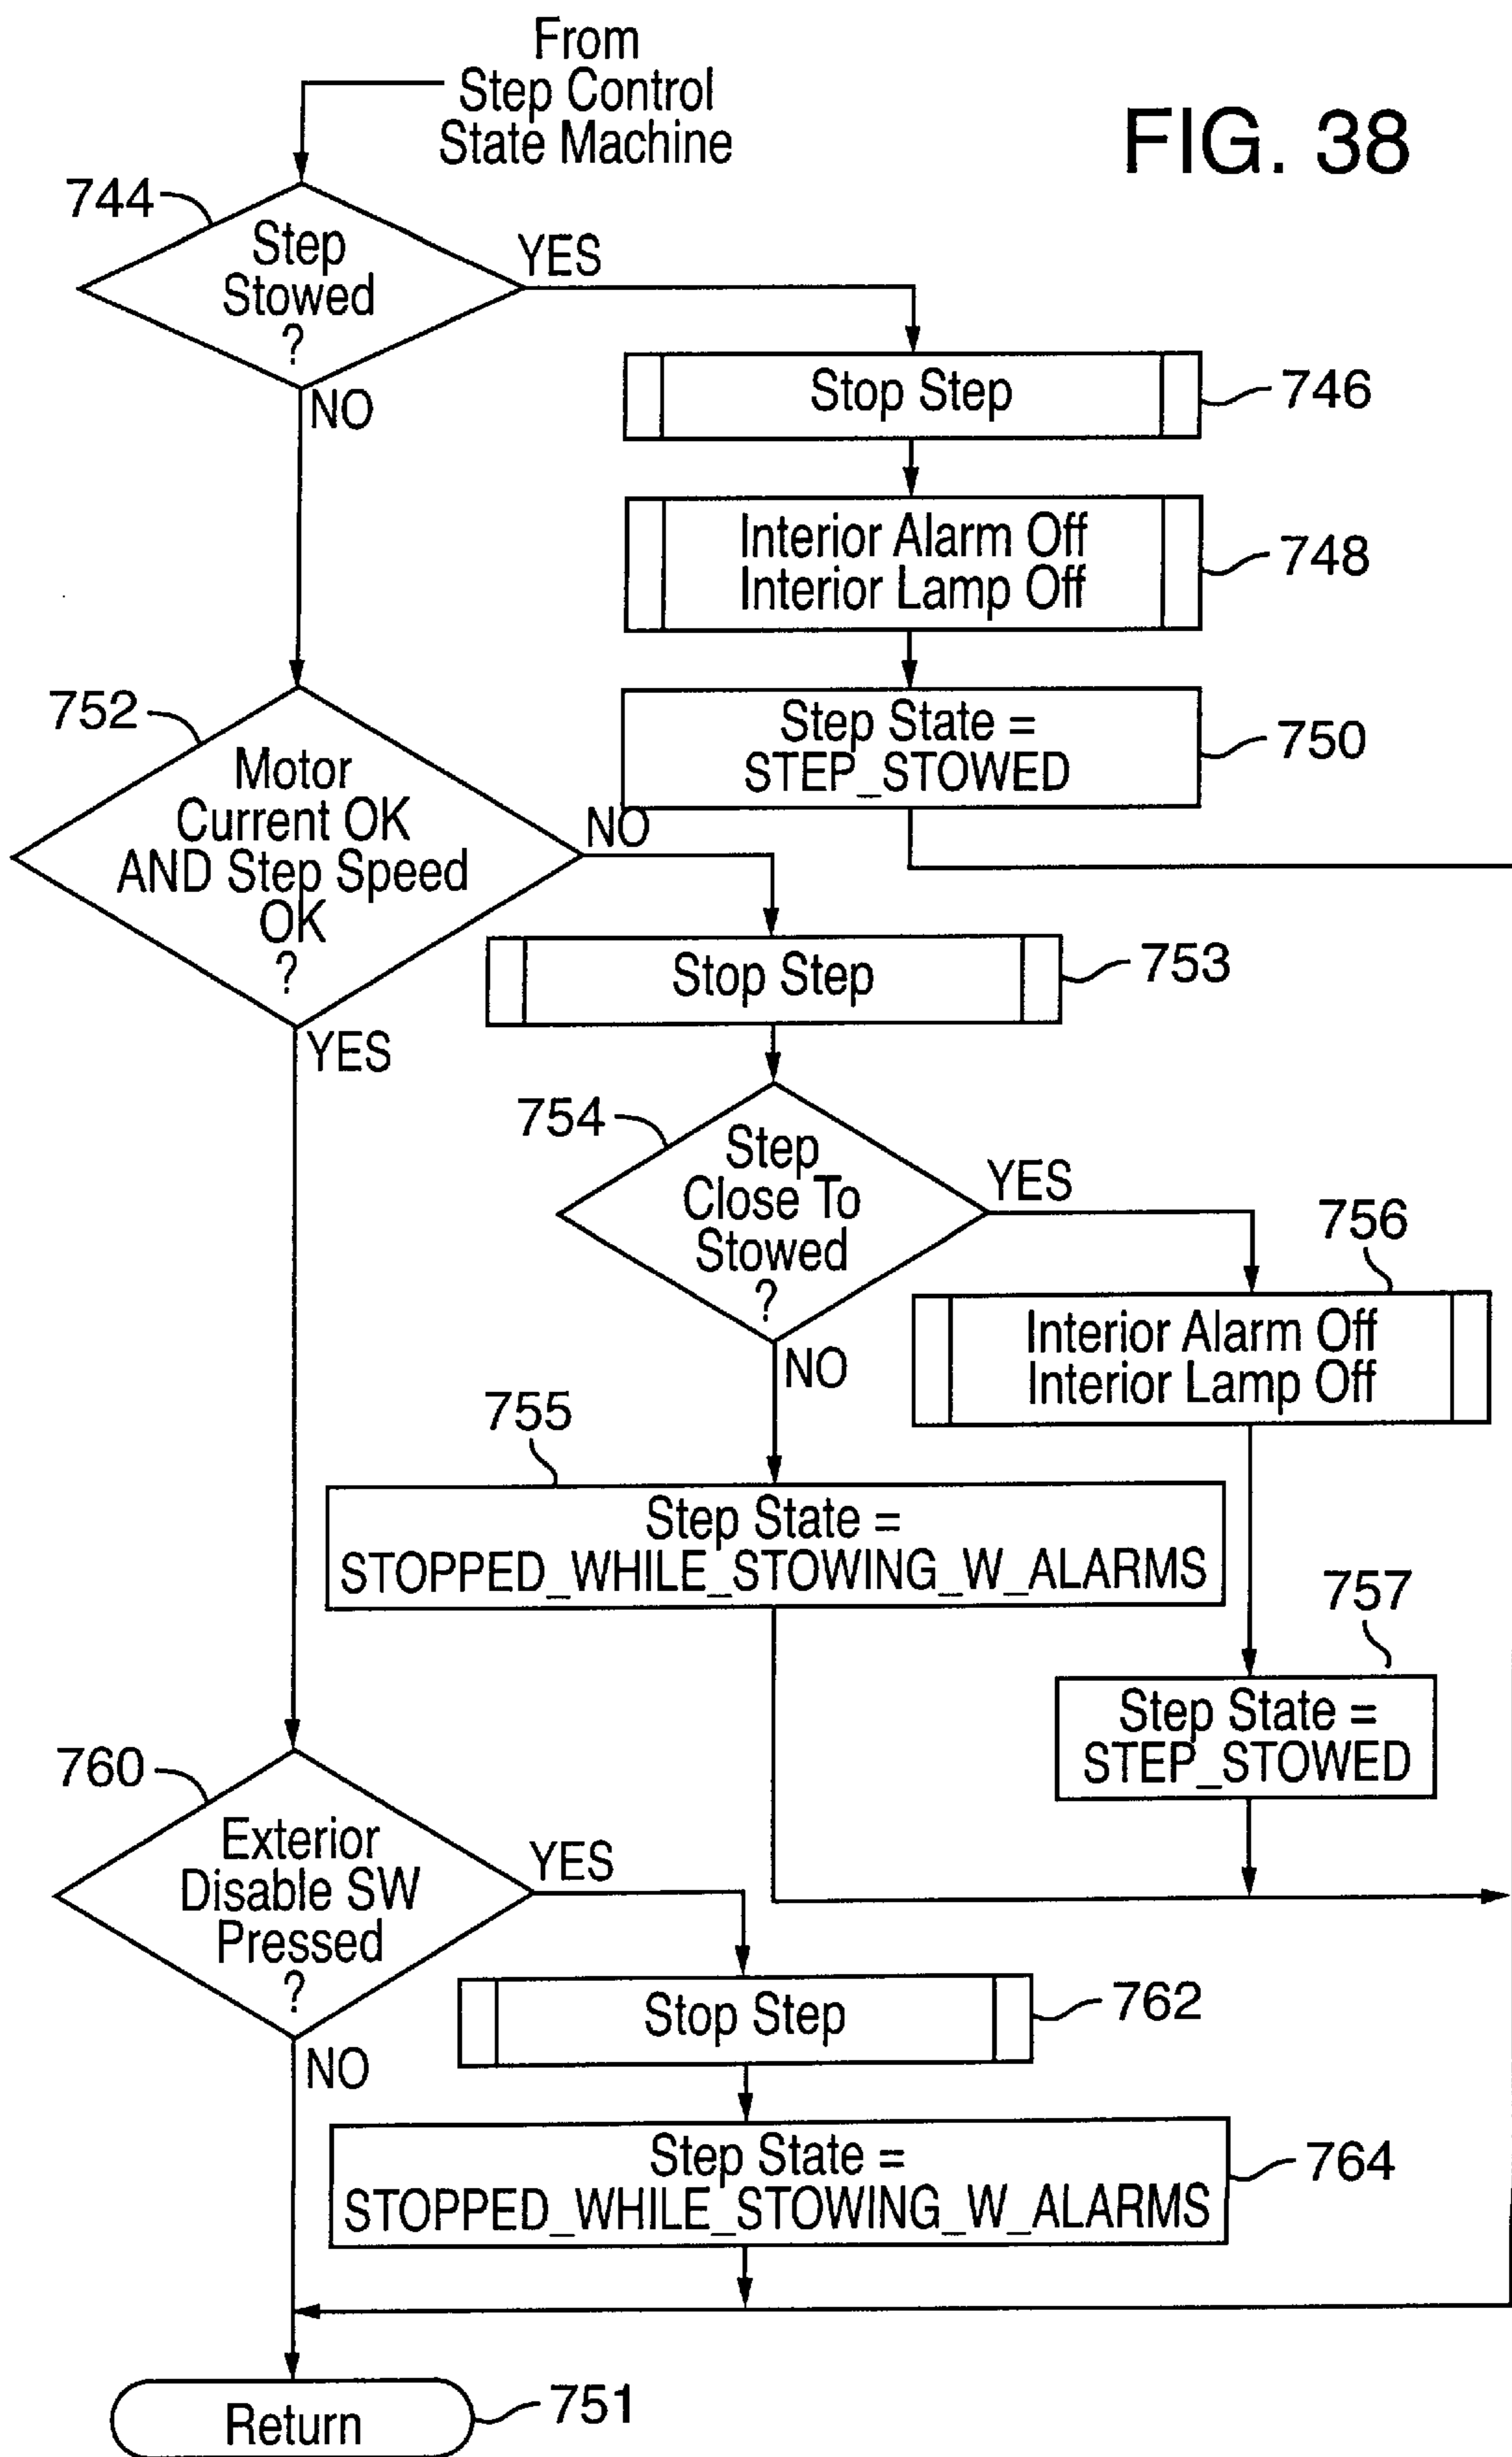 From
Step Control
State Machine
FIG. 38
744
Step
Stowed
?
YES
NO
Stop Step
746
Interior Alarm Off
Interior Lamp Off
748
Step State =
STEP_STOWED
750
752
Motor
Current OK
AND Step Speed
OK
?
NO
YES
Stop Step
753
754
Step
Close To
Stowed
?
YES
NO
756
Interior Alarm Off
Interior Lamp Off
755
Step State =
STOPPED_WHILE_STOWING_W_ALARMS
757
Step State =
STEP_STOWED
760
Exterior
Disable SW
Pressed
?
YES
NO
Stop Step
762
Step State =
STOPPED_WHILE_STOWING_W_ALARMS
764
Return
751